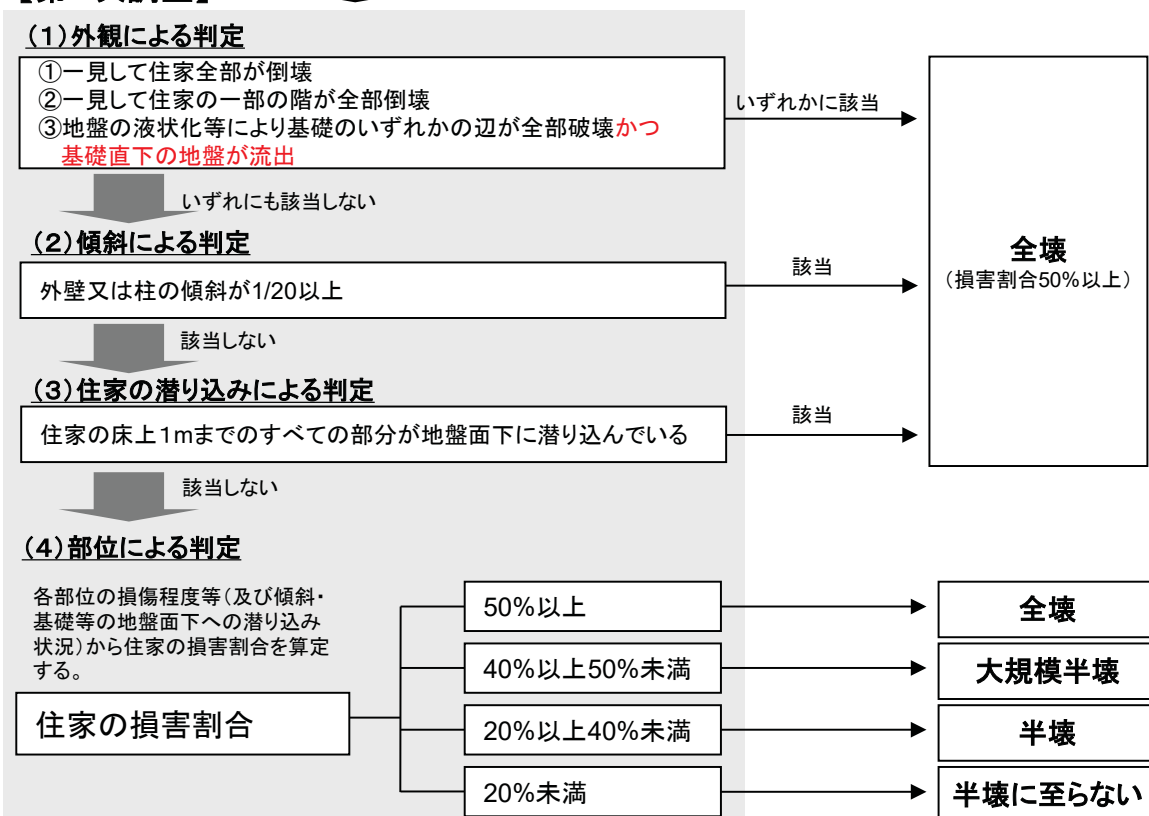 (1)外観による判定
①一見して住家全部が倒壊
②一見して住家の一部の階が全部倒壊
③地盤の液状化等により基礎のいずれかの辺が全部破壊かつ
基礎直下の地盤が流出
いずれかに該当
いずれにも該当しない
(2)傾斜による判定
外壁又は柱の傾斜が1/20以上
該当
該当しない
全壊
(損害割合50%以上)
(3)住家の潜り込みによる判定
住家の床上1mまでのすべての部分が地盤面下に潜り込んでいる
該当
該当しない
(4)部位による判定
各部位の損傷程度等(及び傾斜・
基礎等の地盤面下への潜り込み
状況)から住家の損害割合を算定
する。
住家の損害割合
50%以上
全壊
40%以上50%未満
大規模半壊
20%以上40%未満
半壊
20%未満
半壊に至らない